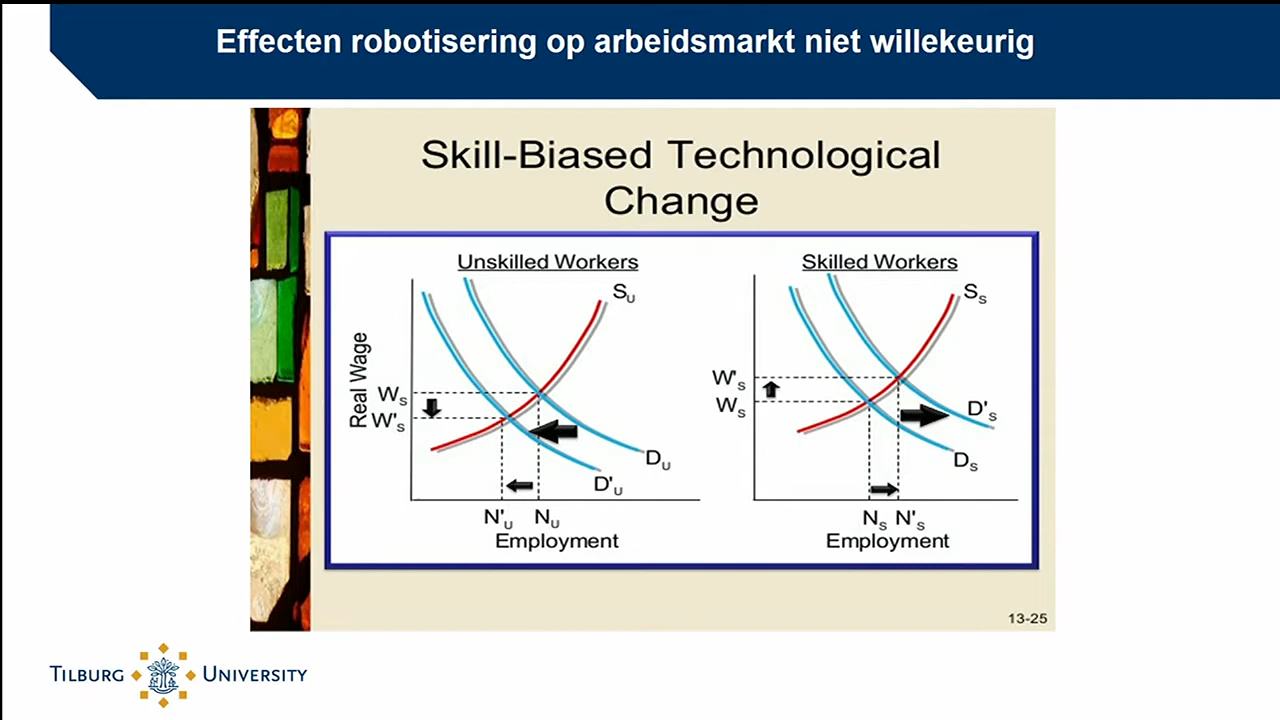 Effecten robotisering op arbeidsmarkt niet willekeurig
Skill-Biased Technological
Change
Unskilled Workers
Real Wage
SU
WS
W'S
DU
D'U
N'U NU
Employment
Skilled Workers
SS
W'S
WS
D'S
DS
NS N'S
Employment
13-25
TILBURG UNIVERSITY